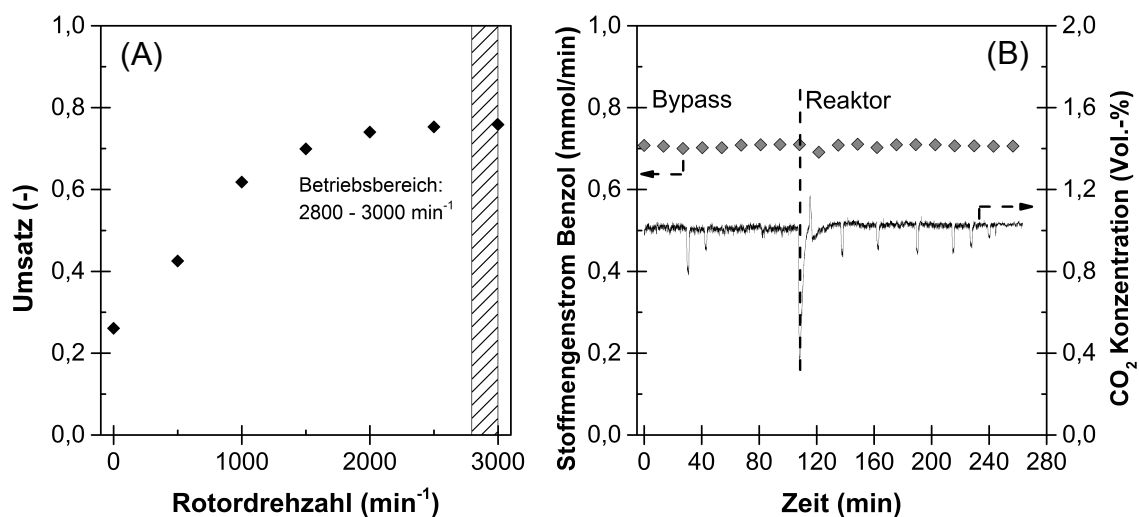 (A)
Umsatz (-)
1,0
0,8
0,6
0,4
0,2
0,0
Betriebsbereich:
2800 - 3000 min⁻¹
0 1000 2000 3000
Rotordrehzahl (min⁻¹)
(B)
Stoffmengenstrom Benzol (mmol/min)
1,0
0,8
0,6
0,4
0,2
0,0
Bypass
Reaktor
2,0
1,6
1,2
0,8
0,4
0,0
CO₂ Konzentration (Vol.-%)
0 40 80 120 160 200 240 280
Zeit (min)